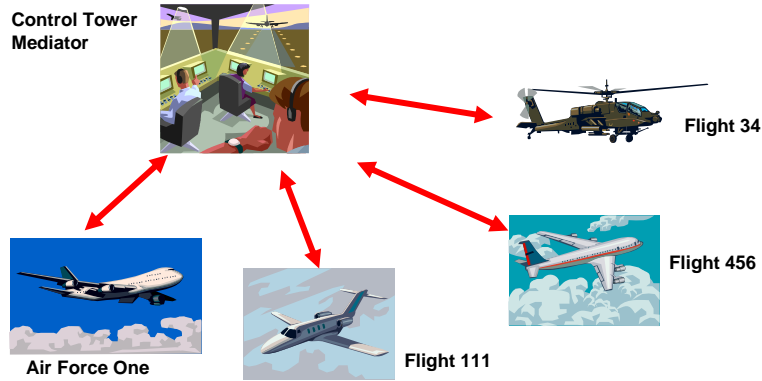 Control Tower
Mediator
Flight 34
Flight 456
Air Force One
Flight 111